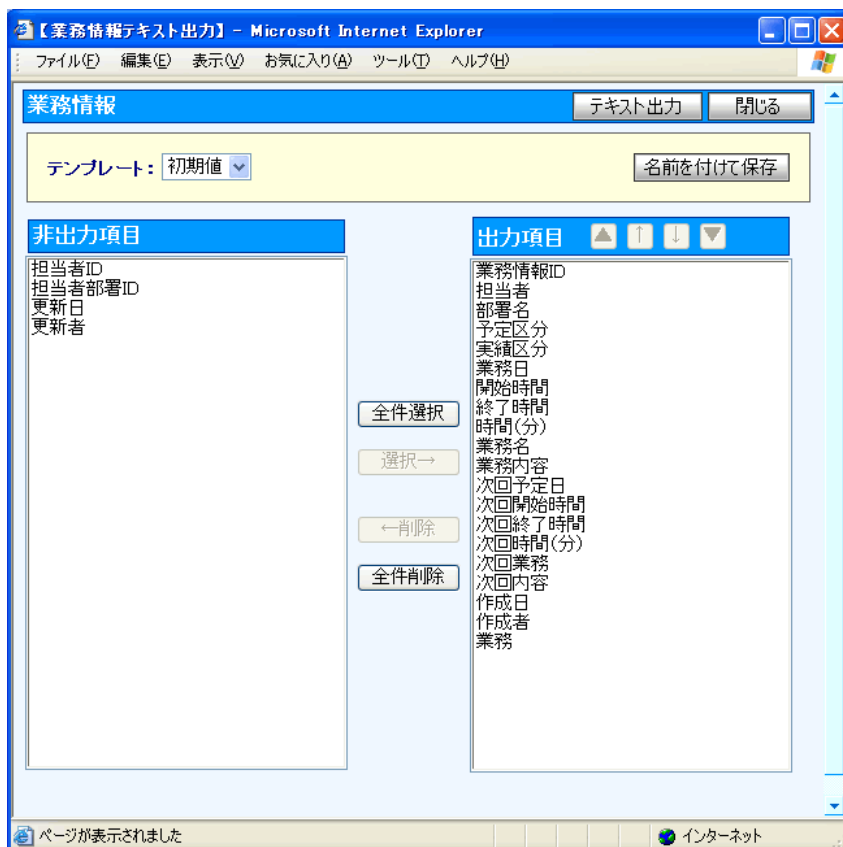 【業務情報テキスト出力】 - Microsoft Internet Explorer
ファイル(F) 編集(E) 表示(V) お気に入り(A) ツール(T) ヘルプ(H)
業務情報 テキスト出力 閉じる
テンプレート： 初期値 名前を付けて保存
非出力項目
担当者ID
担当者部署ID
更新日
更新者
全件選択
選択→
←削除
全件削除
出力項目 ▲ ↑ ↓ ▼
業務情報ID
担当者
部署名
予定区分
実績区分
業務日
開始時間
終了時間
時間(分)
業務名
業務内容
次回予定日
次回開始時間
次回終了時間
次回時間(分)
次回業務
次回内容
作成日
作成者
業務
ページが表示されました インターネット